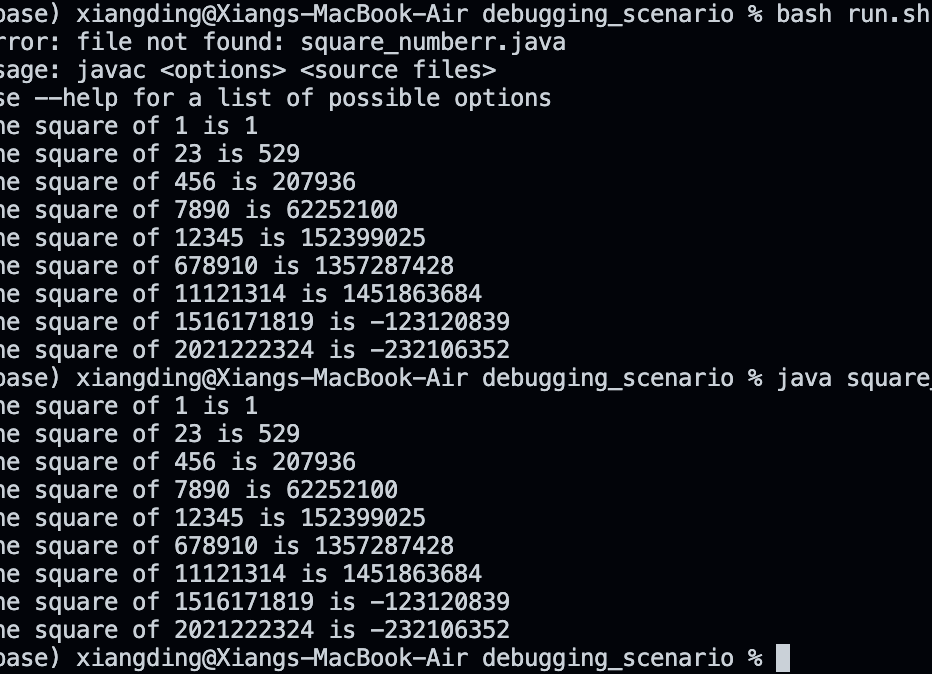 base) xiangding@Xiangs-MacBook-Air debugging_scenario % bash run.sh
rror: file not found: square_numberr.java
sage: javac <options> <source files>
se --help for a list of possible options
he square of 1 is 1
he square of 23 is 529
he square of 456 is 207936
he square of 7890 is 62252100
he square of 12345 is 152399025
he square of 678910 is 1357287428
he square of 11121314 is 1451863684
he square of 1516171819 is -123120839
he square of 2021222324 is -232106352
base) xiangding@Xiangs-MacBook-Air debugging_scenario % java square_
he square of 1 is 1
he square of 23 is 529
he square of 456 is 207936
he square of 7890 is 62252100
he square of 12345 is 152399025
he square of 678910 is 1357287428
he square of 11121314 is 1451863684
he square of 1516171819 is -123120839
he square of 2021222324 is -232106352
base) xiangding@Xiangs-MacBook-Air debugging_scenario %